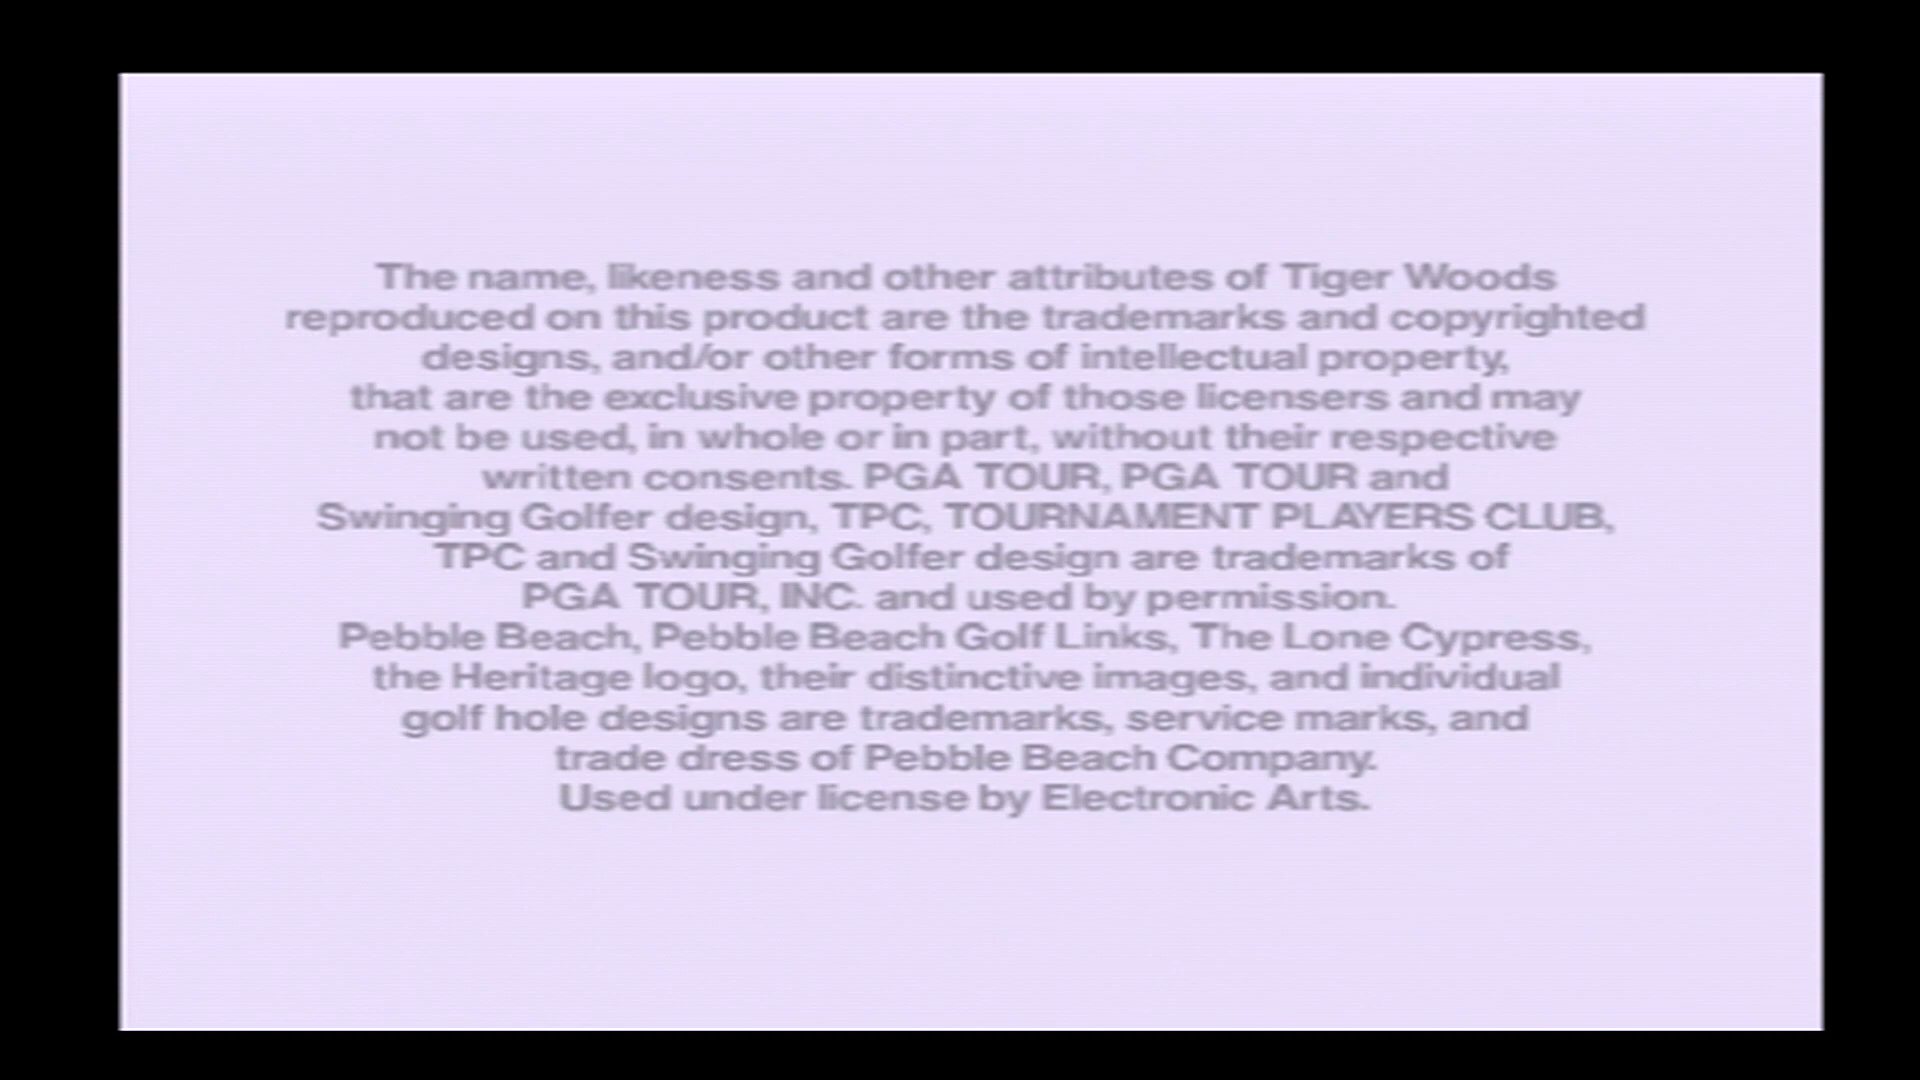 The name, likeness and other attributes of Tiger Woods
reproduced on this product are the trademarks and copyrighted
designs, and/or other forms of intellectual property,
that are the exclusive property of those licensers and may
not be used, in whole or in part, without their respective
written consents. PGA TOUR, PGA TOUR and
Swinging Golfer design, TPC, TOURNAMENT PLAYERS CLUB,
TPC and Swinging Golfer design are trademarks of
PGA TOUR, INC. and used by permission.
Pebble Beach, Pebble Beach Golf Links, The Lone Cypress,
the Heritage logo, their distinctive images, and individual
golf hole designs are trademarks, service marks, and
trade dress of Pebble Beach Company.
Used under license by Electronic Arts.